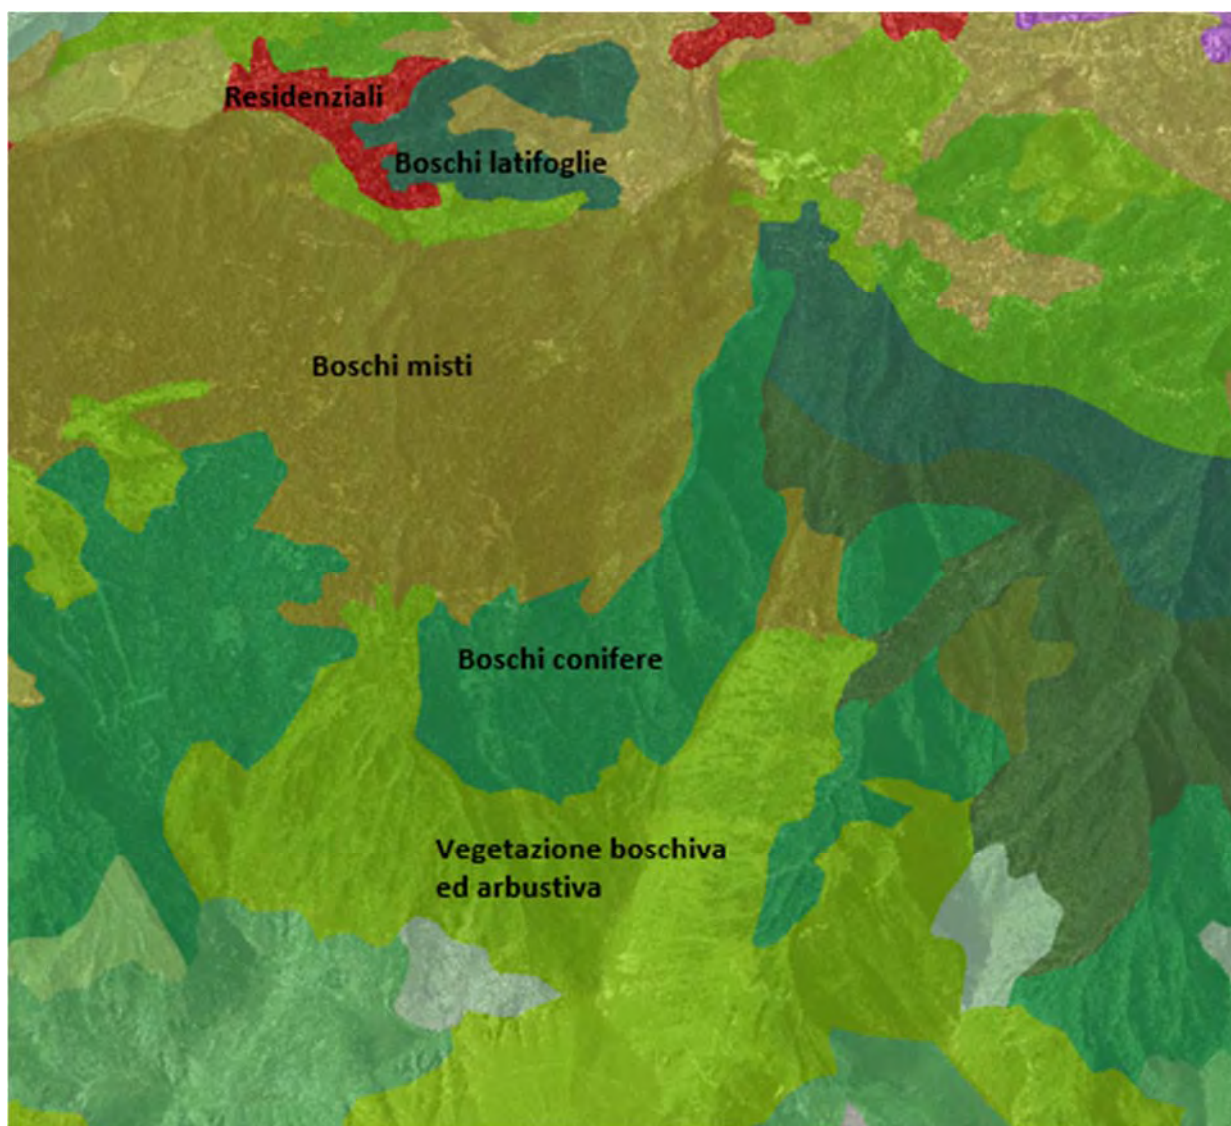 Residenziali
Boschi latifoglie
Boschi misti
Boschi conifere
Vegetazione boschiva
ed arbustiva